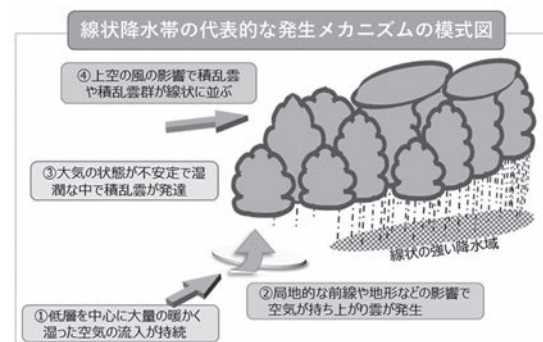 線状降水帯の代表的な発生メカニズムの模式図
④上空の風の影響で積乱雲
や積乱雲群が線状に並ぶ
③大気の状態が不安定で湿
潤な中で積乱雲が発達
線状の強い降水域
②局地的な前線や地形などの影響で
空気が持ち上がり雲が発生
①低層を中心に大量の暖かく
湿った空気の流入が持続